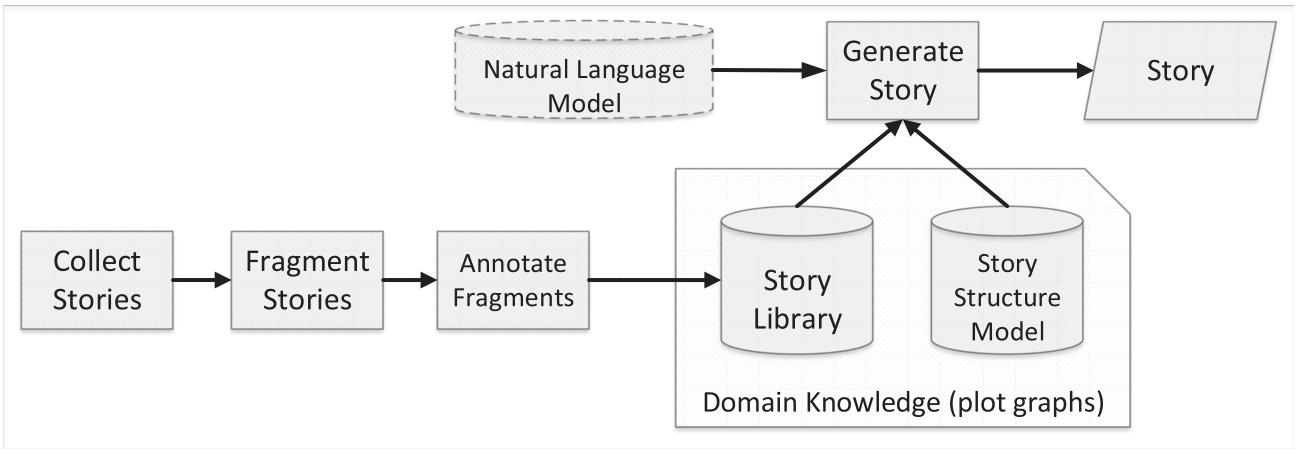 Natural Language
Model
Generate
Story
Story
Collect
Stories
Fragment
Stories
Annotate
Fragments
Story
Library
Story
Structure
Model
Domain Knowledge (plot graphs)